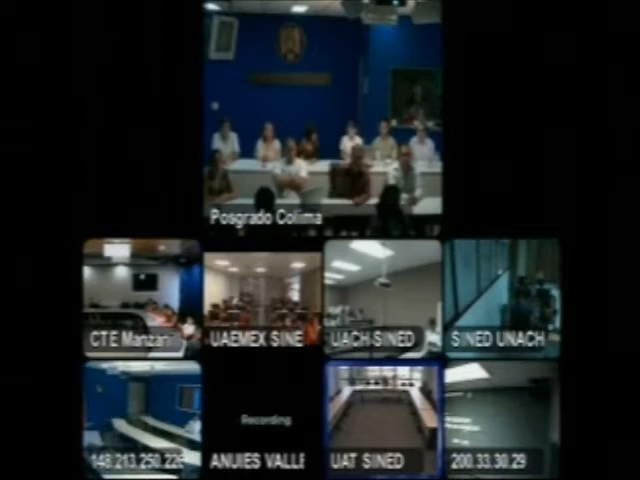 Posgrado Colima
CTE Manzani
UAEMEX SINE
UACH-SINED
SINED UNACH
148.213.250.226
Recording
ANUIES VALLE
UAT SINED
200.33.30.29